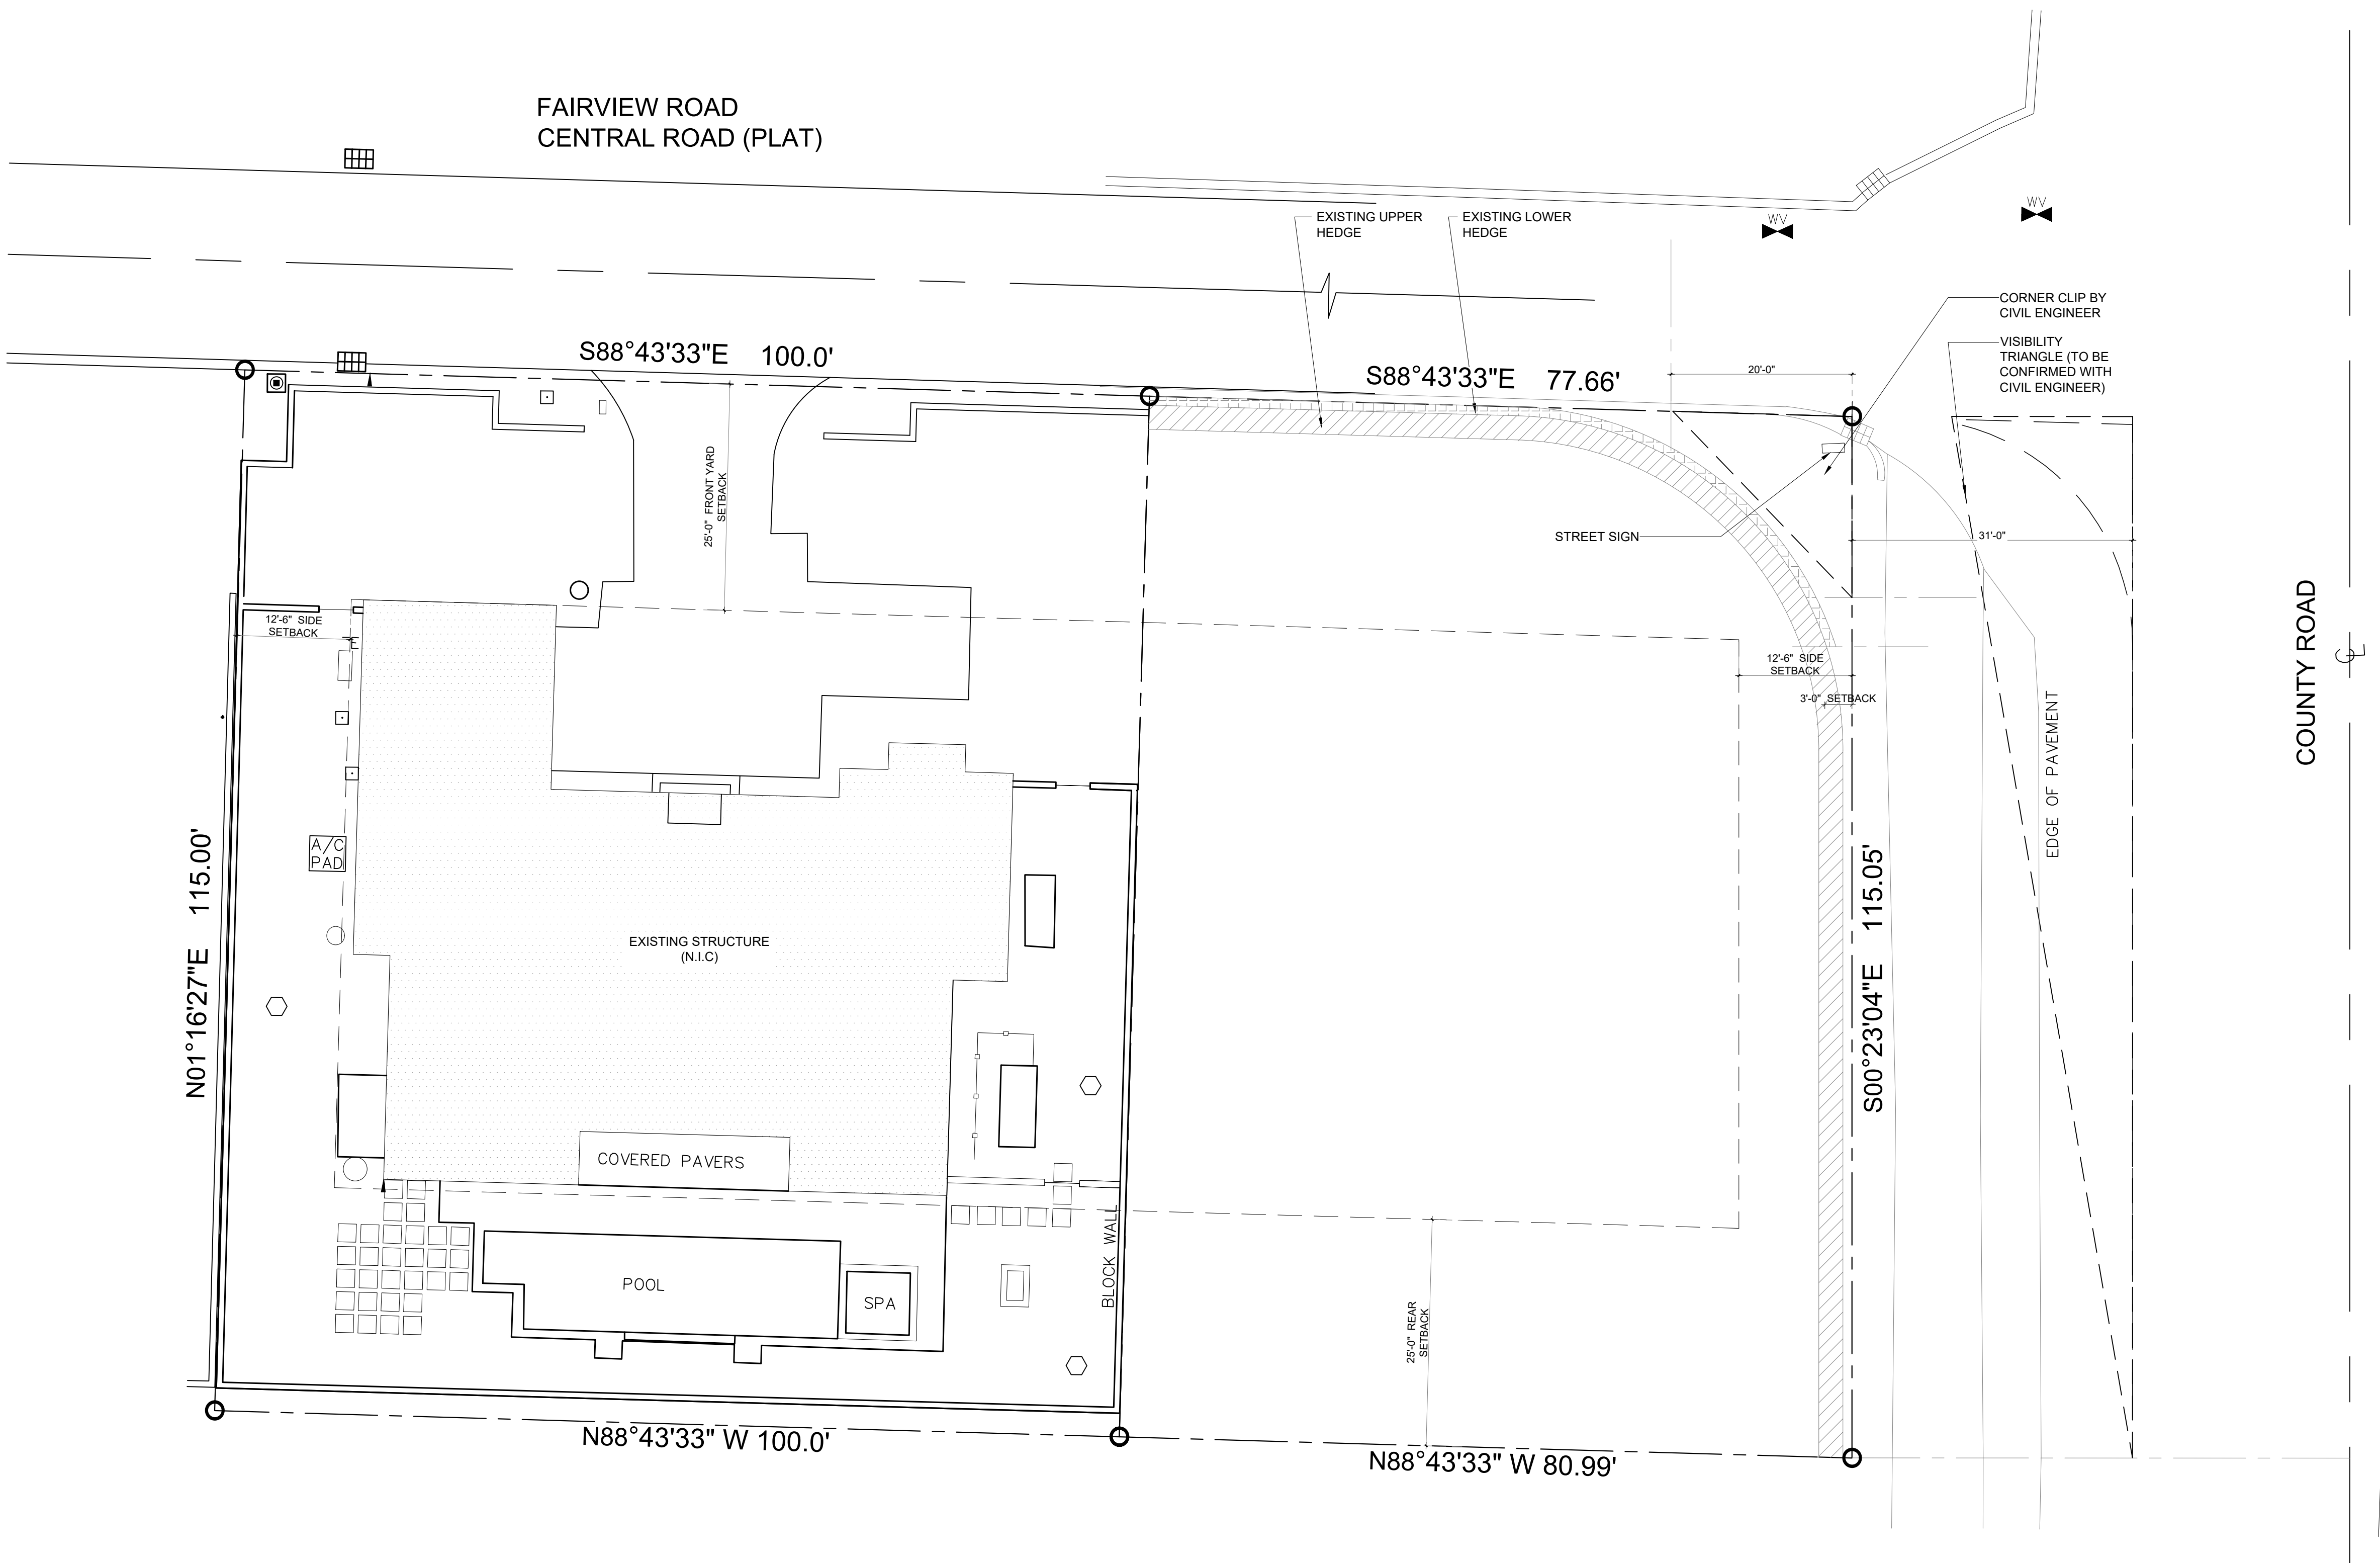 FAIRVIEW ROAD
CENTRAL ROAD (PLAT)
WV
WV
EXISTING UPPER
HEDGE
EXISTING LOWER
HEDGE
CORNER CLIP BY
CIVIL ENGINEER
VISIBILITY
TRIANGLE (TO BE
CONFIRMED WITH
CIVIL ENGINEER)
S88°43'33"E 100.0'
S88°43'33"E 77.66'
20'-0"
25'-0" FRONT YARD
SETBACK
STREET SIGN
31'-0"
12'-6" SIDE
SETBACK
E
12'-6" SIDE
SETBACK
3'-0" SETBACK
COUNTY ROAD
CL
EDGE OF PAVEMENT
A/C
PAD
N01°16'27"E 115.00'
S00°23'04"E 115.05'
EXISTING STRUCTURE
(N.I.C)
COVERED PAVERS
POOL
SPA
BLOCK WALL
25'-0" REAR
SETBACK
N88°43'33" W 100.0'
N88°43'33" W 80.99'